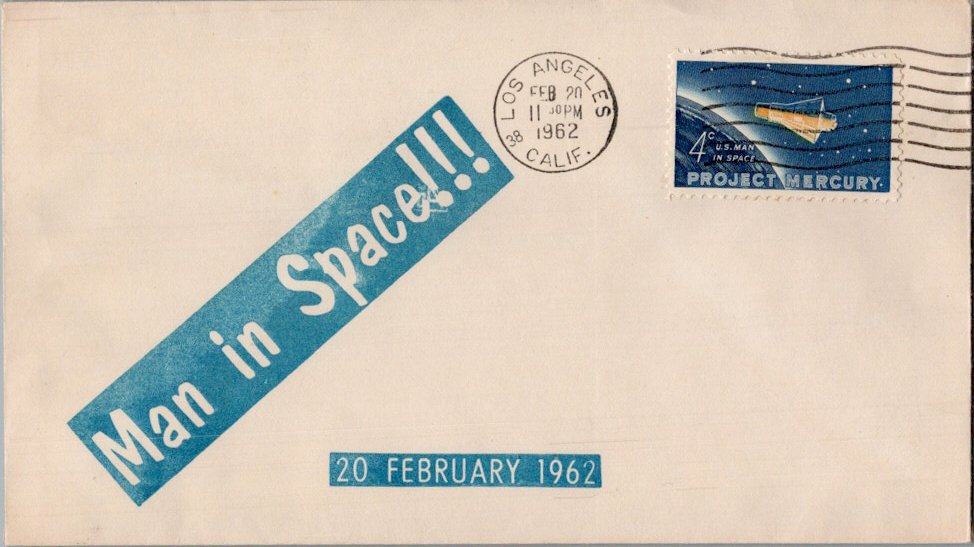 LOS ANGELES
FEB 20
11 30 PM
1962
38 CALIF.
4c U.S. MAN
IN SPACE
PROJECT MERCURY.
Man in Space!!!
20 FEBRUARY 1962